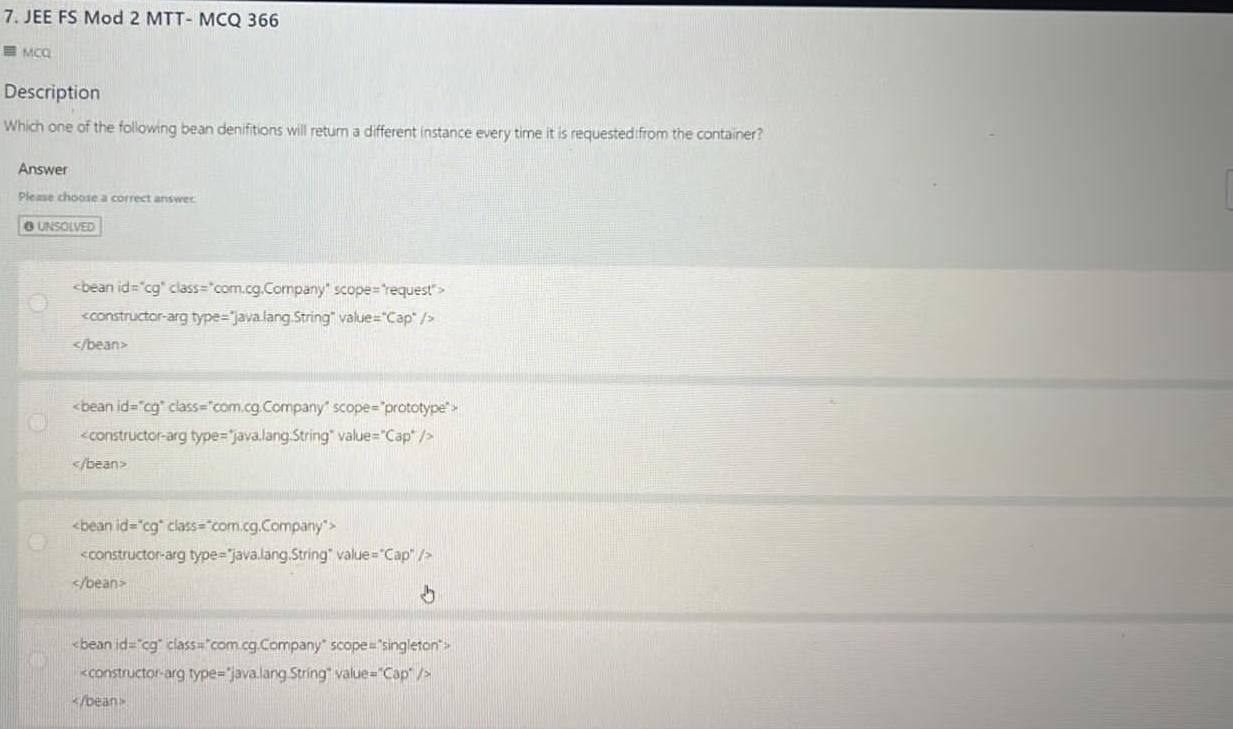 7. JEE FS Mod 2 MTT- MCQ 366
MCQ
Description
Which one of the following bean denifitions will return a different instance every time it is requested from the container?
Answer
Please choose a correct answer.
UNSOLVED
<bean id="cg" class="com.cg.Company" scope="request">
<constructor-arg type="java.lang.String" value="Cap" />
</bean>
<bean id="cg" class="com.cg.Company" scope="prototype">
<constructor-arg type="java.lang.String" value="Cap" />
</bean>
<bean id="cg" class="com.cg.Company">
<constructor-arg type="java.lang.String" value="Cap" />
</bean>
<bean id="cg" class="com.cg.Company" scope="singleton">
<constructor-arg type="java.lang.String" value="Cap" />
</bean>